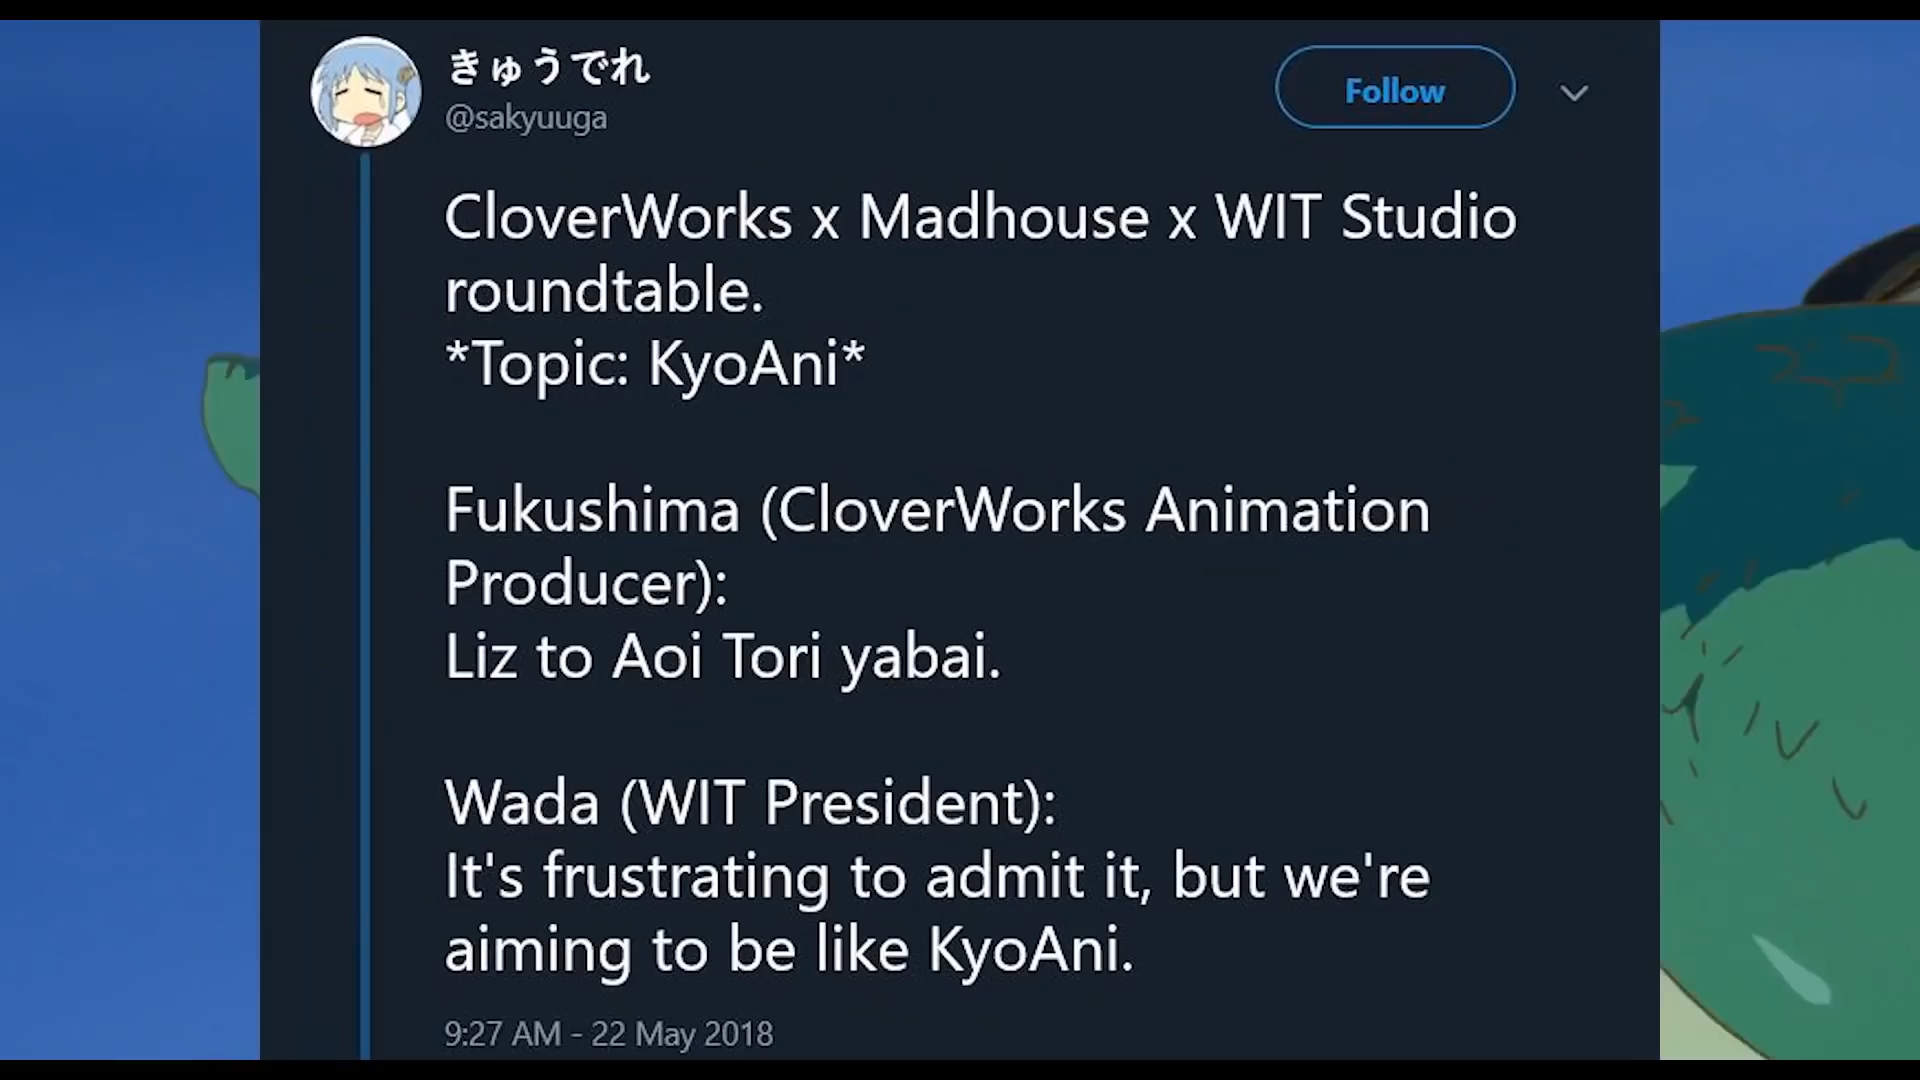 きゅうでれ
@sakyuuga
Follow
CloverWorks x Madhouse x WIT Studio
roundtable.
*Topic: KyoAni*
Fukushima (CloverWorks Animation
Producer):
Liz to Aoi Tori yabai.
Wada (WIT President):
It's frustrating to admit it, but we're
aiming to be like KyoAni.
9:27 AM - 22 May 2018